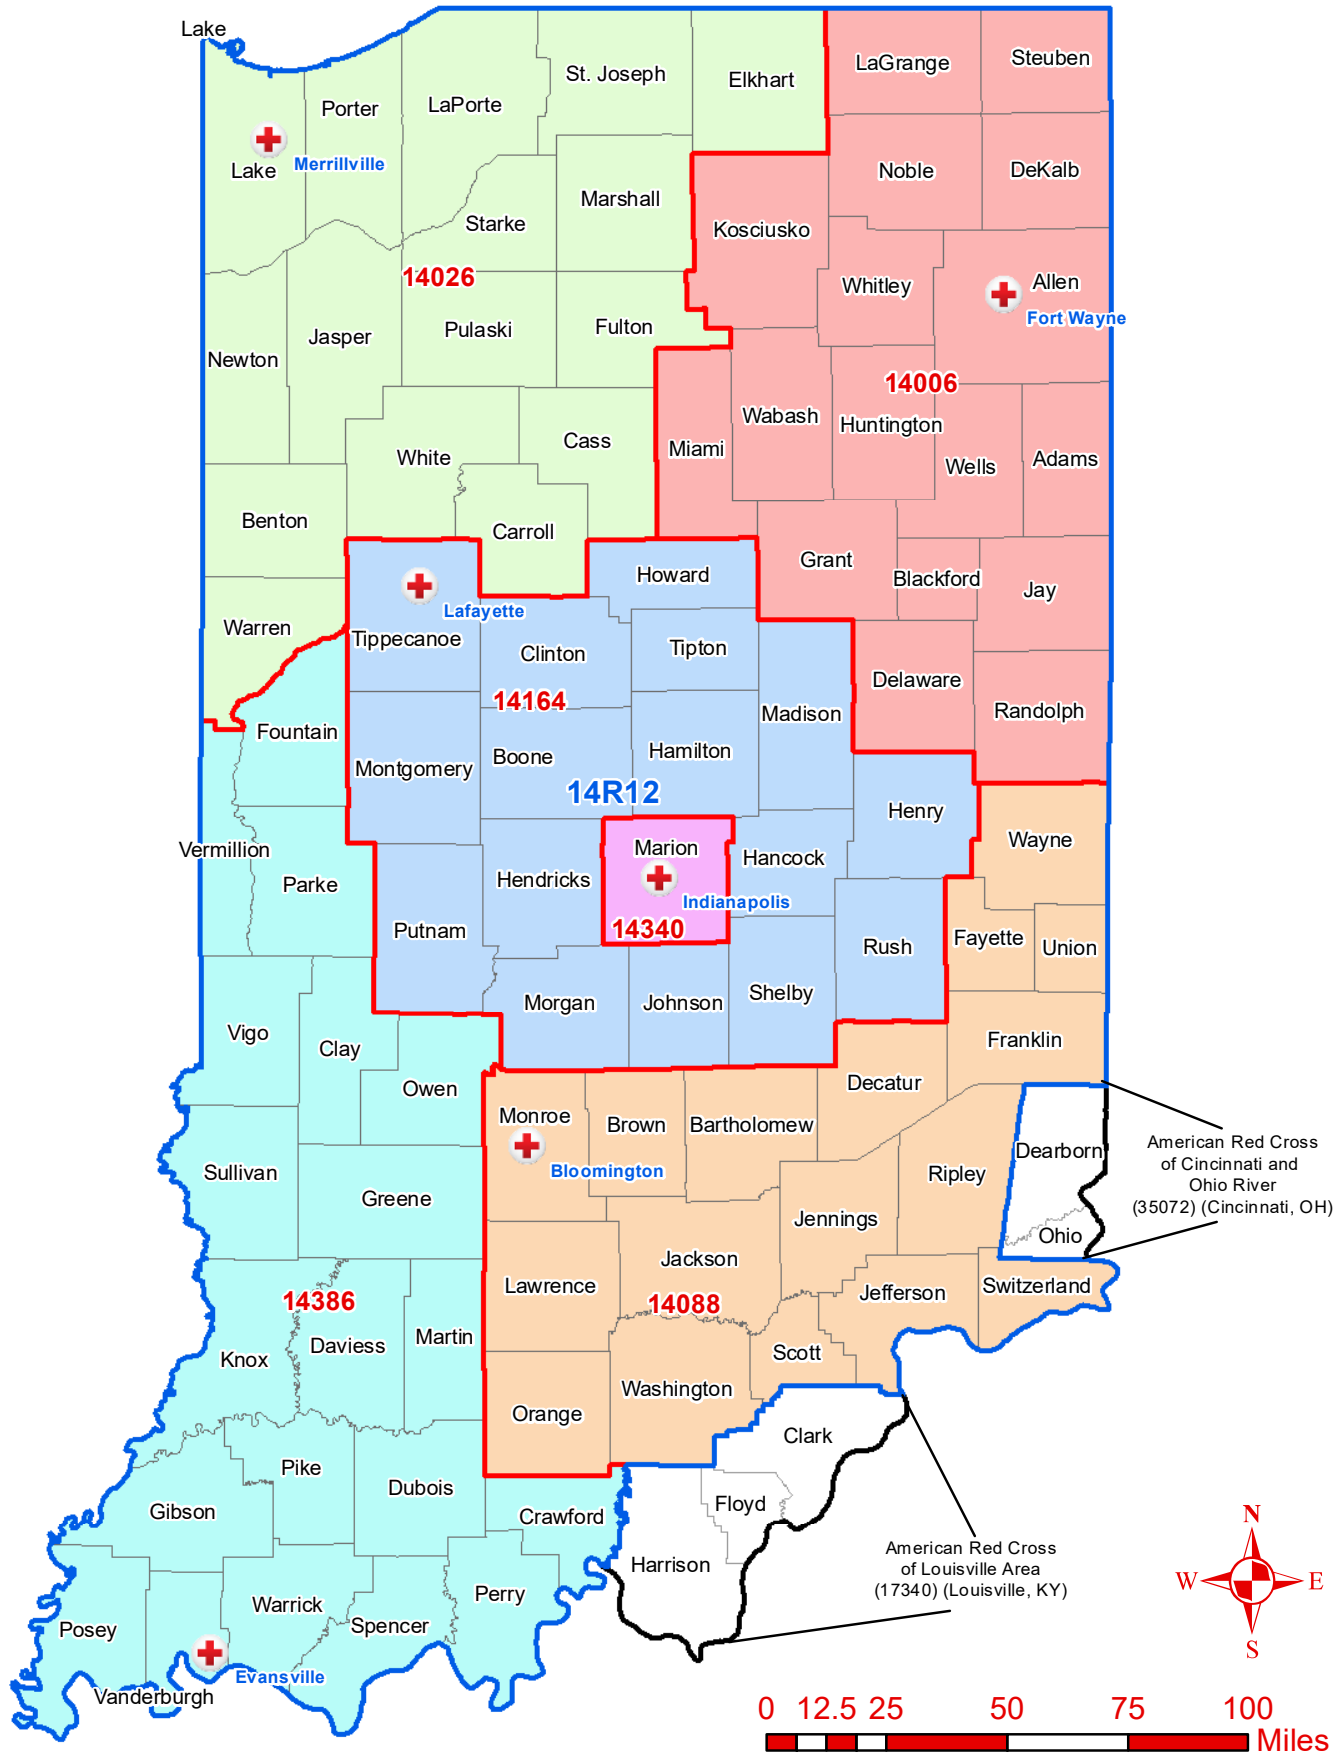 Lake
LaGrange
Steuben
St. Joseph
Elkhart
LaPorte
Porter
Lake
Merrillville
Noble
DeKalb
Marshall
Starke
Kosciusko
14026
Whitley
Allen
Fort Wayne
Newton
Jasper
Pulaski
Fulton
14006
Wabash
Huntington
Miami
Cass
White
Wells
Adams
Benton
Carroll
Grant
Blackford
Jay
Howard
Lafayette
Warren
Tippecanoe
Clinton
Tipton
Delaware
Randolph
14164
Madison
Fountain
Montgomery
Boone
Hamilton
14R12
Henry
Wayne
Vermillion
Parke
Marion
Hancock
Hendricks
Indianapolis
Putnam
14340
Rush
Fayette
Union
Morgan
Johnson
Shelby
Vigo
Clay
Owen
Franklin
Decatur
Monroe
Brown
Bartholomew
Bloomington
Dearborn
American Red Cross
of Cincinnati and
Ohio River
(35072) (Cincinnati, OH)
Sullivan
Greene
Ripley
Jennings
Ohio
Jackson
Lawrence
Jefferson
Switzerland
14386
14088
Martin
Daviess
Knox
Scott
Washington
Orange
Clark
Pike
Dubois
Gibson
Crawford
Floyd
Harrison
American Red Cross
of Louisville Area
(17340) (Louisville, KY)
Perry
Warrick
Spencer
Posey
Evansville
Vanderburgh
N
W
E
S
0 12.5 25 50 75 100
Miles